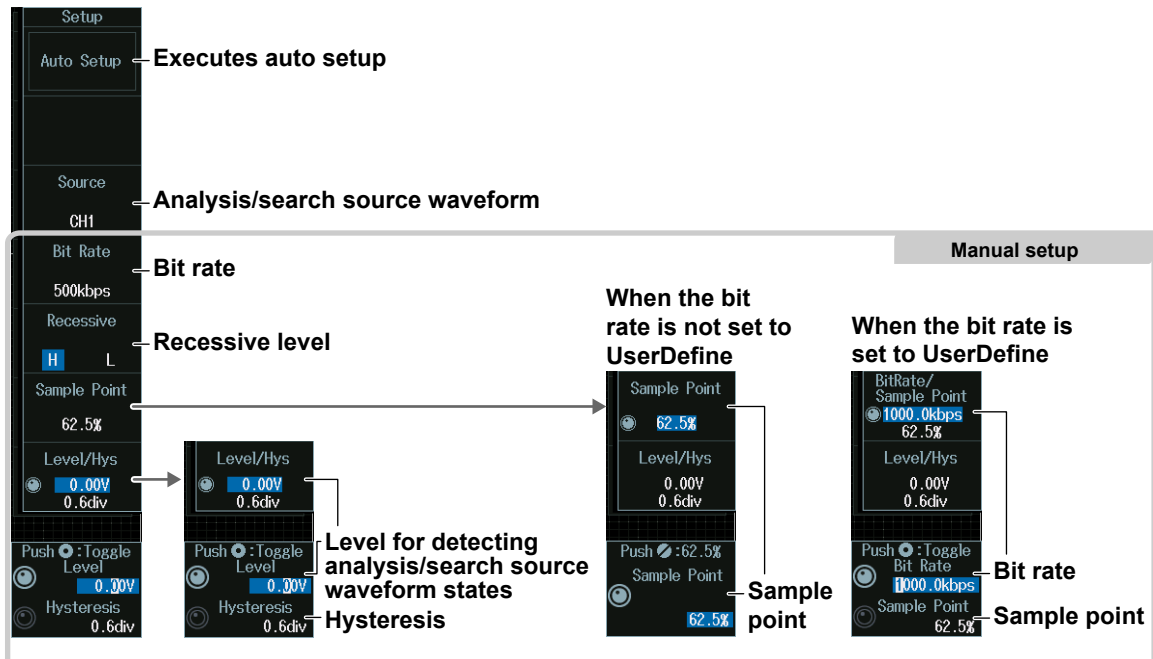 Setup
Auto Setup
Executes auto setup
Source
CH1
Analysis/search source waveform
Manual setup
Bit Rate
500kbps
Bit rate
Recessive
H L
Recessive level
Sample Point
62.5%
Level/Hys
0.00V
0.6div
Push :Toggle
Level
0.00V
Hysteresis
0.6div
Level/Hys
0.00V
0.6div
Push :Toggle
Level
0.00V
Hysteresis
0.6div
Level for detecting
analysis/search source
waveform states
Hysteresis
When the bit
rate is not set to
UserDefine
Sample Point
62.5%
Level/Hys
0.00V
0.6div
Push :62.5%
Sample Point
62.5%
Sample
point
When the bit rate is
set to UserDefine
BitRate/
Sample Point
1000.0kbps
62.5%
Level/Hys
0.00V
0.6div
Push :Toggle
Bit Rate
1000.0kbps
Sample Point
62.5%
Bit rate
Sample point